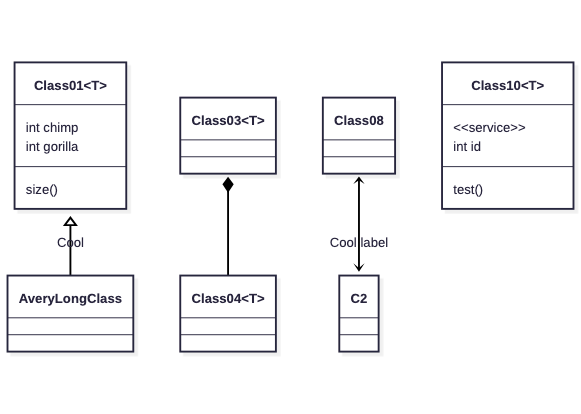 Class01<T>
int chimp
int gorilla
size()
Cool
AveryLongClass
Class03<T>
Class04<T>
Class08
Cool label
C2
Class10<T>
<<service>>
int id
test()